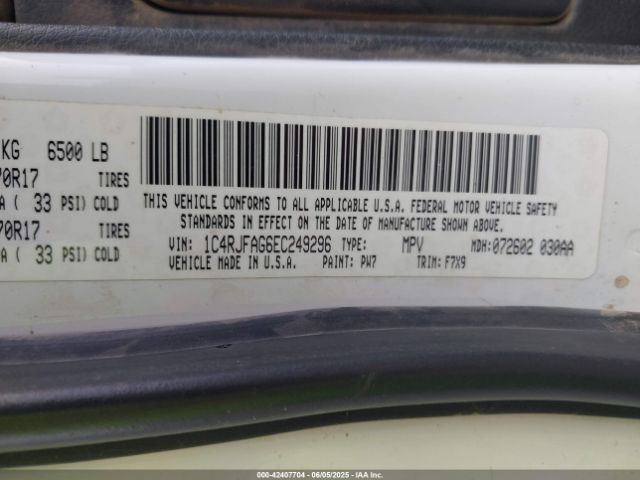 KG 6500 LB
70R17 TIRES
A ( 33 PSI) COLD
70R17 TIRES
A ( 33 PSI) COLD
THIS VEHICLE CONFORMS TO ALL APPLICABLE U.S.A. FEDERAL MOTOR VEHICLE SAFETY
STANDARDS IN EFFECT ON THE DATE OF MANUFACTURE SHOWN ABOVE.
VIN: 1C4RJFAG6EC249296 TYPE: MPV MDH: 072602 030AA
VEHICLE MADE IN U.S.A. PAINT: PW7 TRIM: F7X9
000-42407704 - 06/05/2025 - IAAI.COM